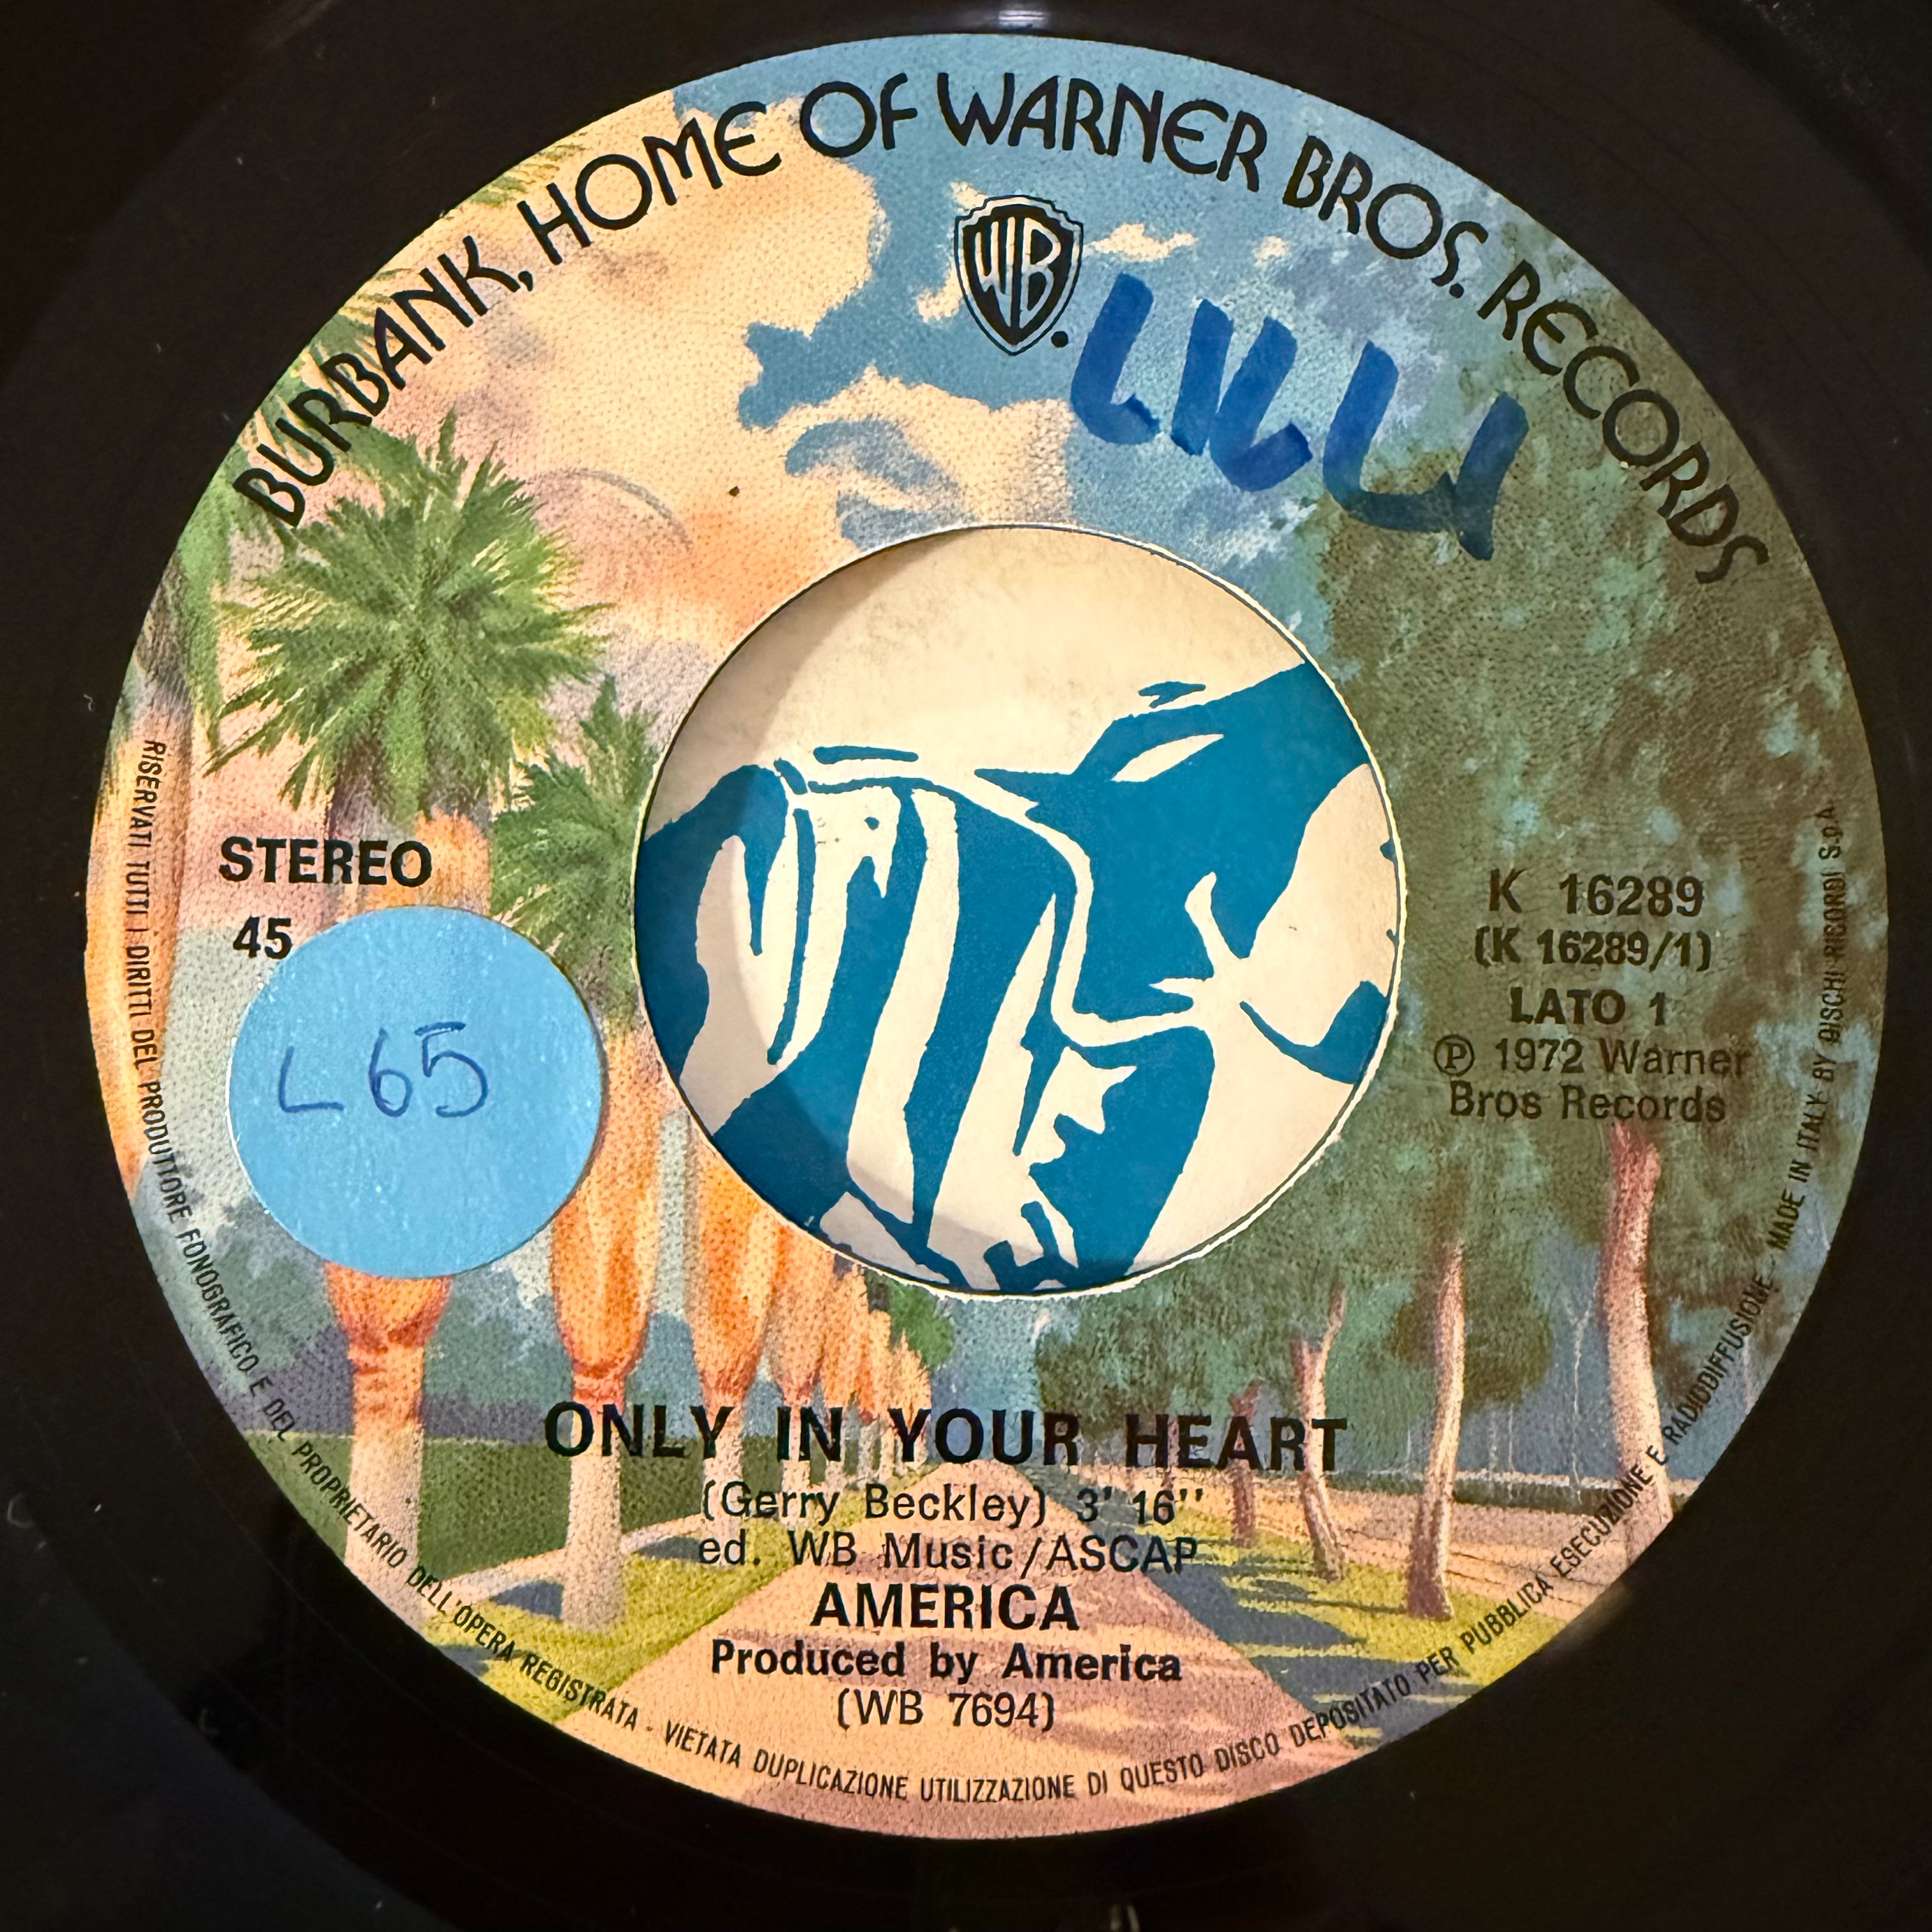 BURBANK, HOME OF WARNER BROS. RECORDS
WB
LILLY
STEREO
45
L 65
K 16289
(K 16289/1)
LATO 1
℗ 1972 Warner
Bros Records
ONLY IN YOUR HEART
(Gerry Beckley) 3' 16''
ed. WB Music/ASCAP
AMERICA
Produced by America
(WB 7694)
RISERVATI TUTTI I DIRITTI DEL PRODUTTORE FONOGRAFICO E DEL PROPRIETARIO DELL'OPERA REGISTRATA - VIETATA DUPLICAZIONE UTILIZZAZIONE DI QUESTO DISCO DEPOSITATO PER PUBBLICA ESECUZIONE E RADIODIFFUSIONE - MADE IN ITALY BY DISCHI RICORDI S.p.A